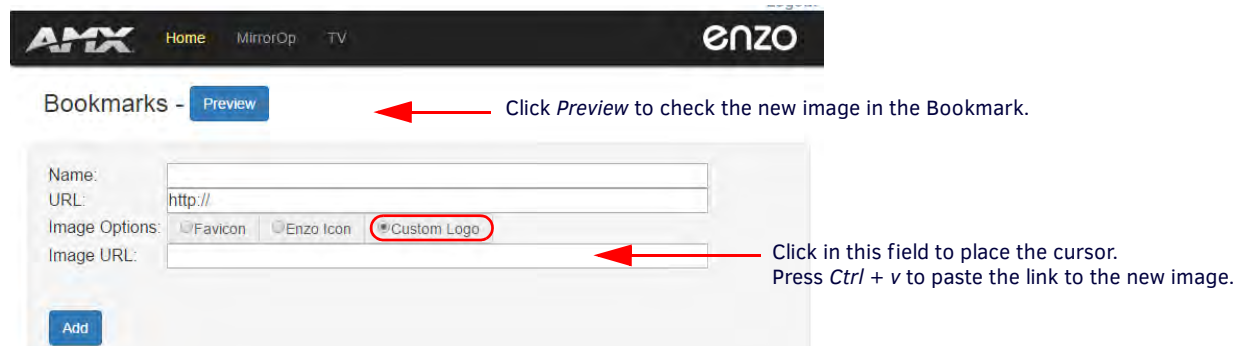 AMX Home MirrorOp TV enzo
Bookmarks - Preview
Click Preview to check the new image in the Bookmark.
Name:
URL: http://
Image Options: Favicon Enzo Icon Custom Logo
Image URL:
Click in this field to place the cursor.
Press Ctrl + v to paste the link to the new image.
Add